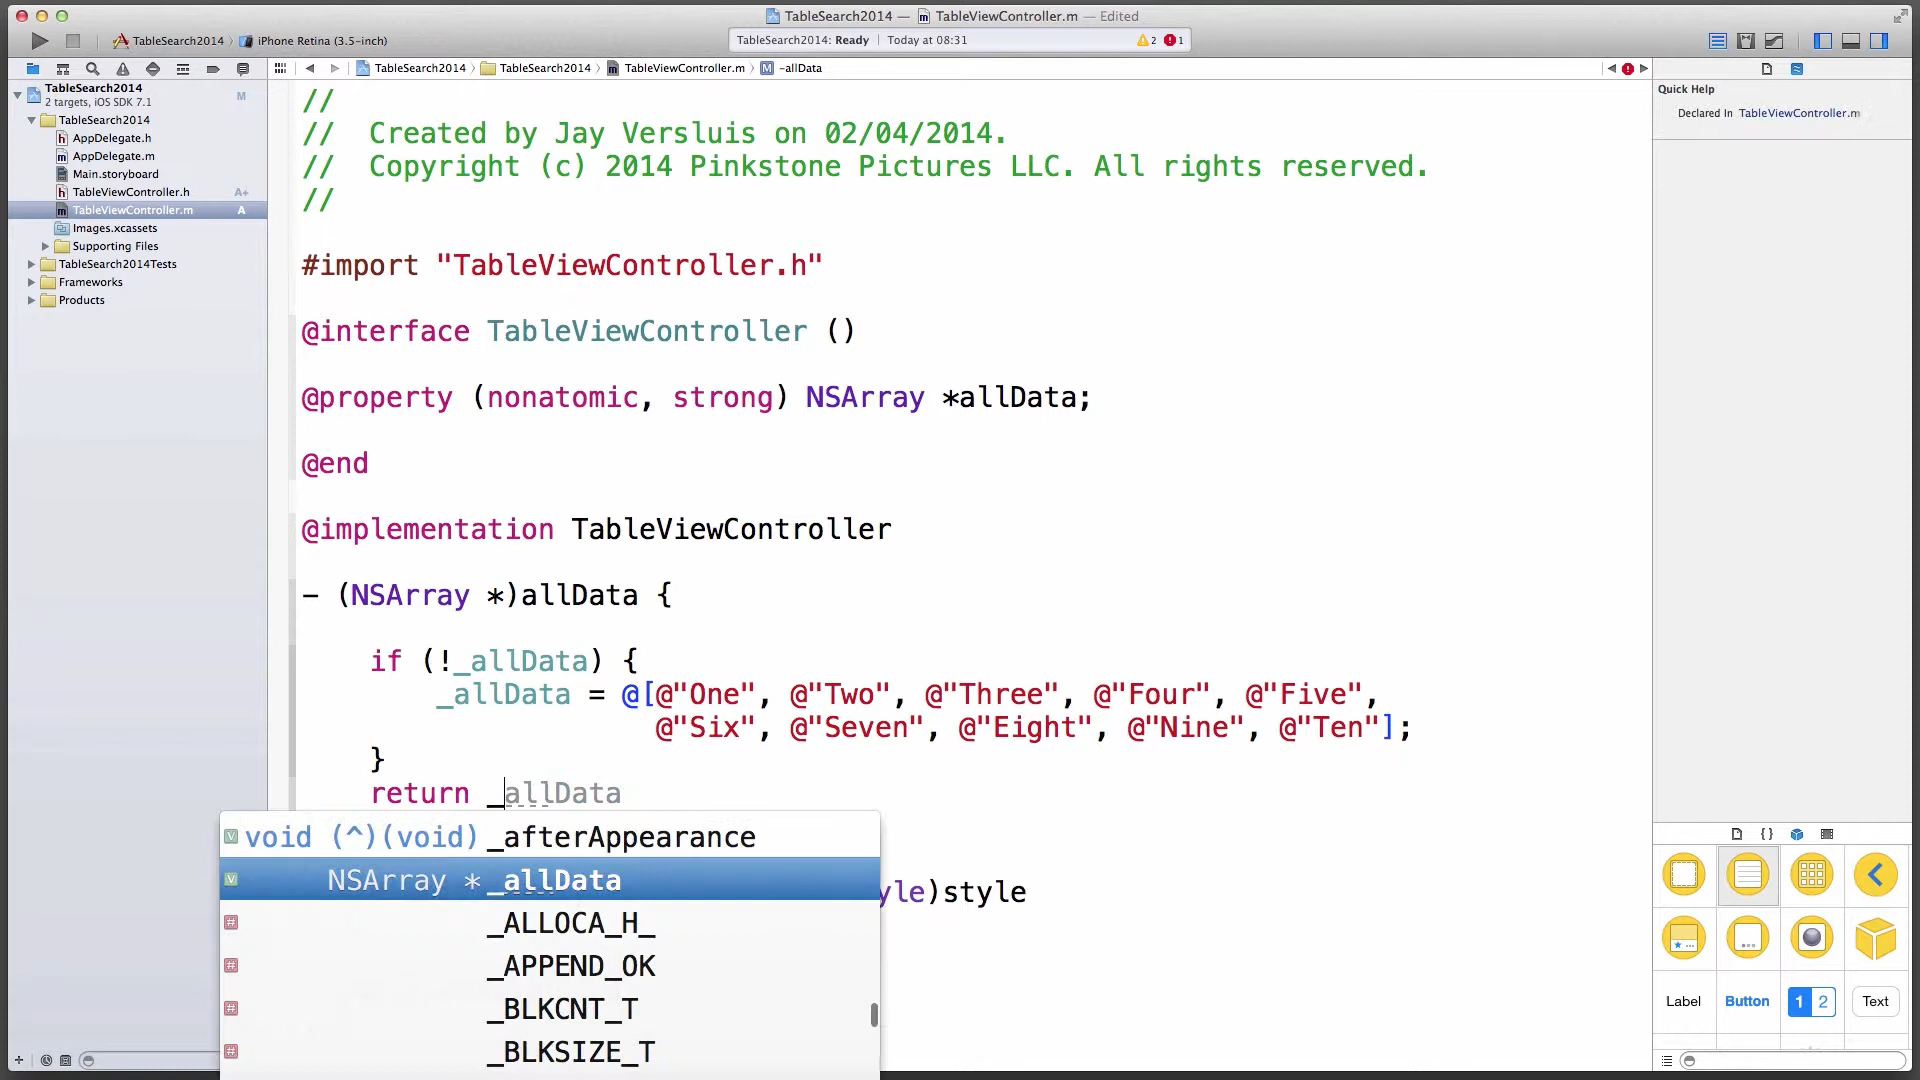 TableSearch2014 — TableViewController.m — Edited
TableSearch2014 〉 iPhone Retina (3.5-inch)
TableSearch2014: Ready | Today at 08:31
2 1
TableSearch2014 〉 TableSearch2014 〉 TableViewController.m 〉 M -allData
TableSearch2014 M
2 targets, iOS SDK 7.1
TableSearch2014
AppDelegate.h
AppDelegate.m
Main.storyboard
TableViewController.h A+
TableViewController.m A
Images.xcassets
Supporting Files
TableSearch2014Tests
Frameworks
Products
//
// Created by Jay Versluis on 02/04/2014.
// Copyright (c) 2014 Pinkstone Pictures LLC. All rights reserved.
//
#import "TableViewController.h"
@interface TableViewController ()
@property (nonatomic, strong) NSArray *allData;
@end
@implementation TableViewController
- (NSArray *)allData {
if (!_allData) {
_allData = @[@"One", @"Two", @"Three", @"Four", @"Five",
@"Six", @"Seven", @"Eight", @"Nine", @"Ten"];
}
return _allData
V void (^)(void) _afterAppearance
V NSArray * _allData
# _ALLOCA_H_
# _APPEND_OK
# _BLKCNT_T
# _BLKSIZE_T
yle)style
Quick Help
Declared In TableViewController.m
{ }
Label Button 1 2 Text